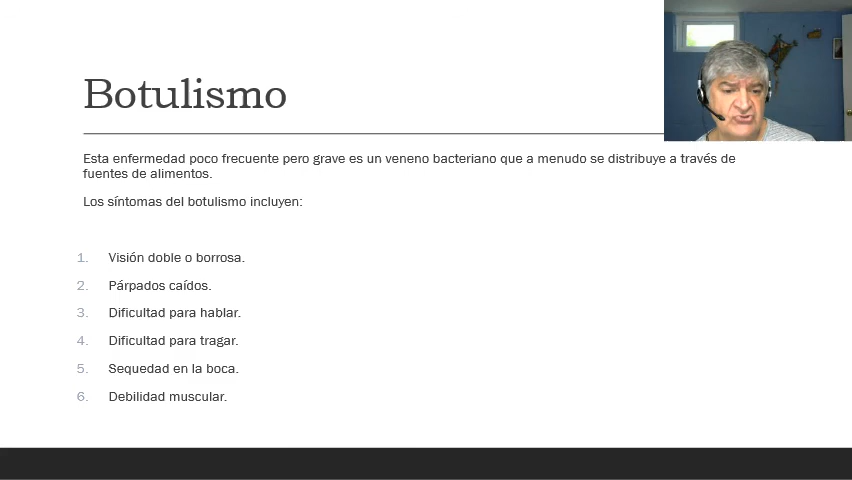 Botulismo
Esta enfermedad poco frecuente pero grave es un veneno bacteriano que a menudo se distribuye a través de
fuentes de alimentos.
Los síntomas del botulismo incluyen:
1. Visión doble o borrosa.
2. Párpados caídos.
3. Dificultad para hablar.
4. Dificultad para tragar.
5. Sequedad en la boca.
6. Debilidad muscular.